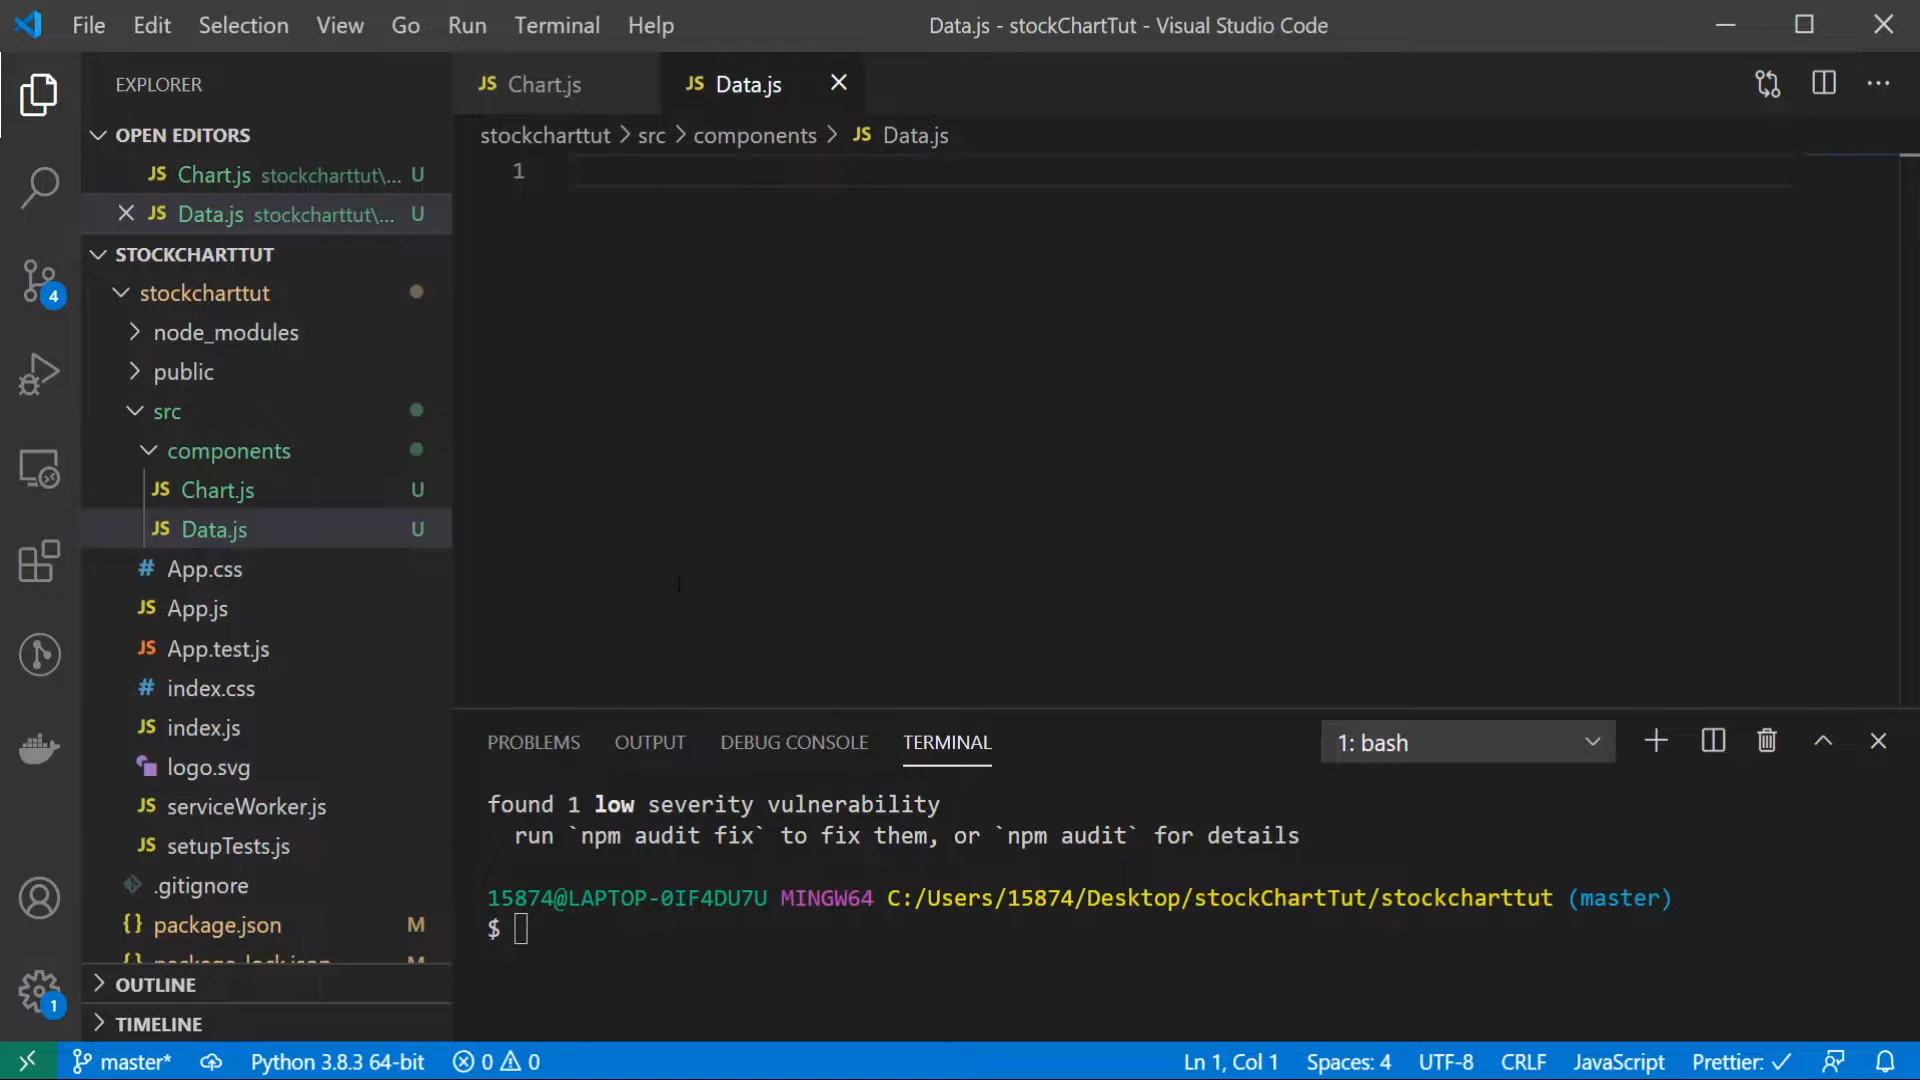 File Edit Selection View Go Run Terminal Help
Data.js - stockChartTut - Visual Studio Code
EXPLORER
OPEN EDITORS
JS Chart.js stockcharttut\... U
JS Data.js stockcharttut\... U
STOCKCHARTTUT
stockcharttut
node_modules
public
src
components
JS Chart.js U
JS Data.js U
# App.css
JS App.js
JS App.test.js
# index.css
JS index.js
logo.svg
JS serviceWorker.js
JS setupTests.js
.gitignore
{} package.json M
{} package-lock.json M
OUTLINE
TIMELINE
4
1
JS Chart.js
JS Data.js
stockcharttut > src > components > JS Data.js
1
PROBLEMS OUTPUT DEBUG CONSOLE TERMINAL
1: bash
found 1 low severity vulnerability
run `npm audit fix` to fix them, or `npm audit` for details
15874@LAPTOP-0IF4DU7U MINGW64 C:/Users/15874/Desktop/stockChartTut/stockcharttut (master)
$
master* Python 3.8.3 64-bit 0 0 Ln 1, Col 1 Spaces: 4 UTF-8 CRLF JavaScript Prettier: ✓